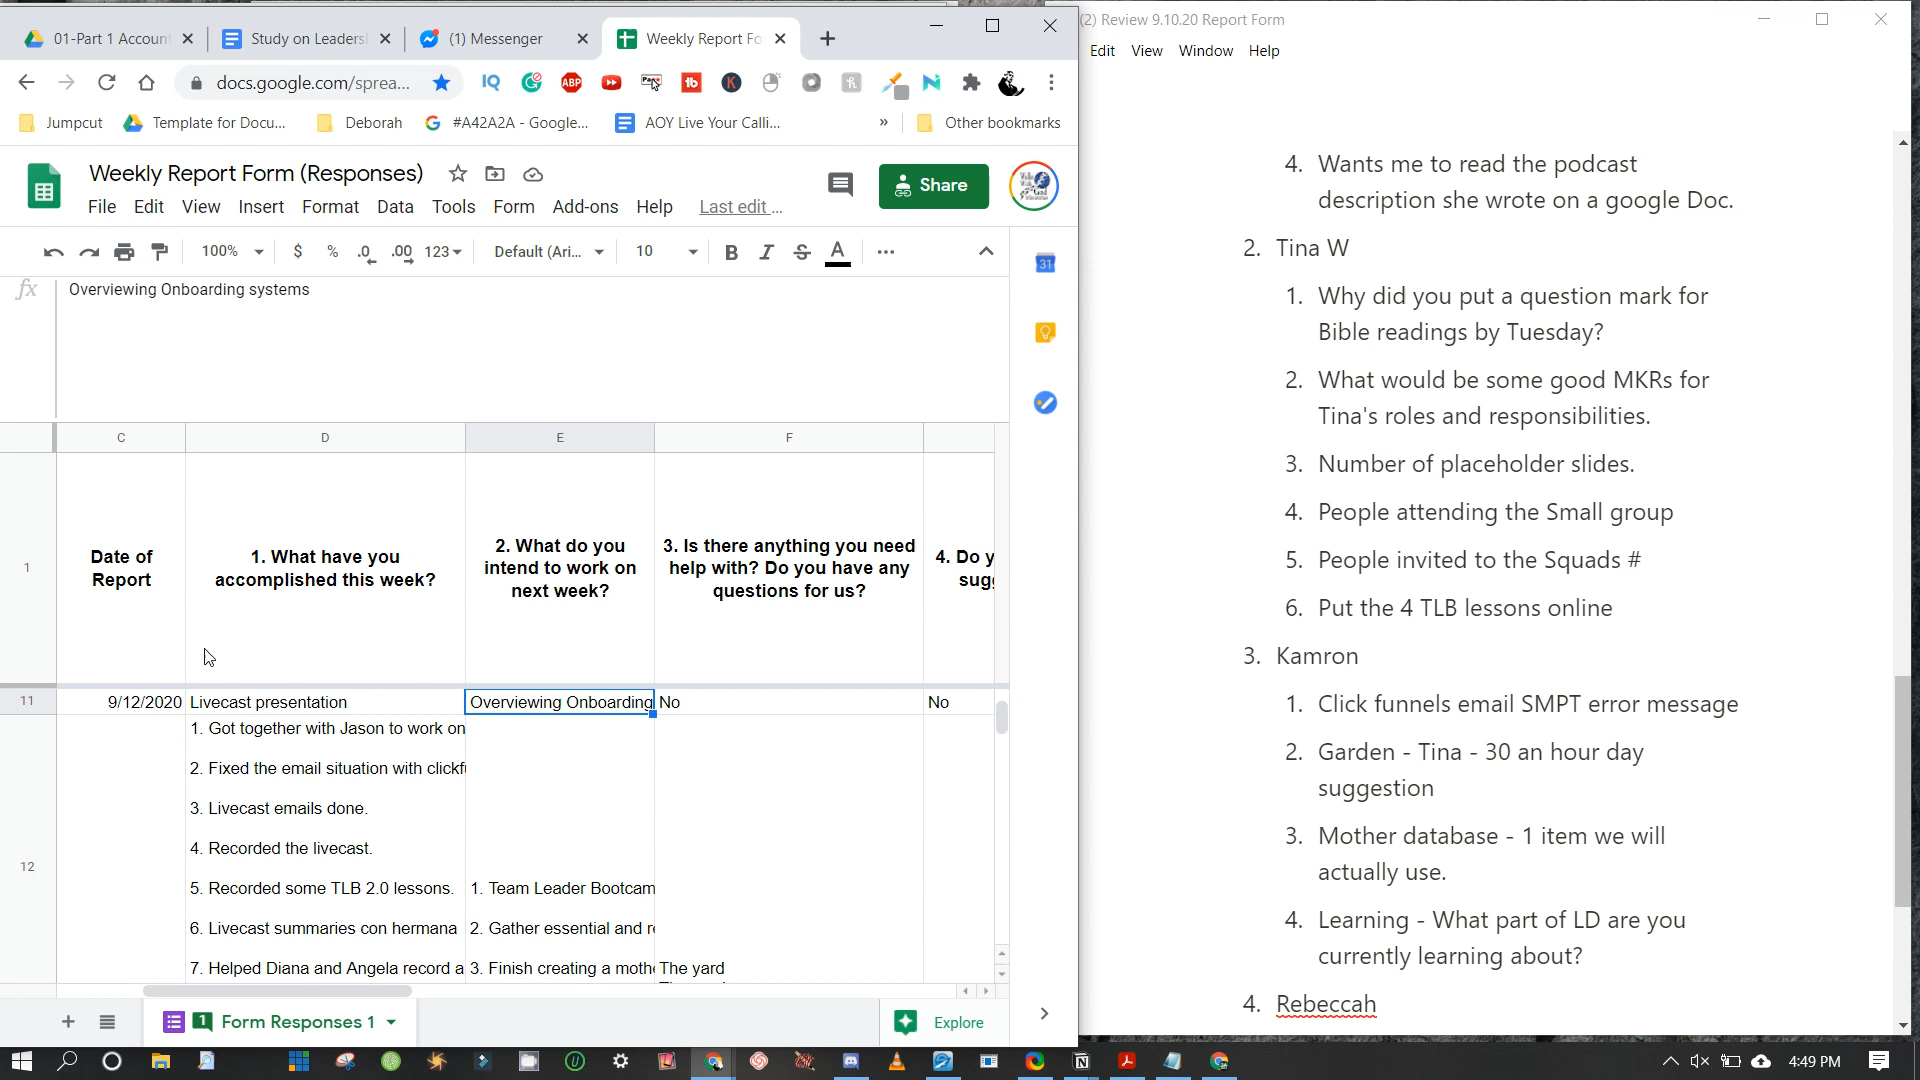 01-Part 1 Account
Study on Leaders
(1) Messenger
Weekly Report Fo
docs.google.com/sprea...
Jumpcut
Template for Docu...
Deborah
#A42A2A - Google...
AOY Live Your Calli...
»
Other bookmarks
Weekly Report Form (Responses)
Share
File Edit View Insert Format Data Tools Form Add-ons Help Last edit ...
100% $ % .0 .00 123 Default (Ari... 10 B I S A
fx Overviewing Onboarding systems
C D E F
1
Date of
Report
1. What have you
accomplished this week?
2. What do you
intend to work on
next week?
3. Is there anything you need
help with? Do you have any
questions for us?
4. Do y
sugg
11 9/12/2020 Livecast presentation Overviewing Onboarding No No
12
1. Got together with Jason to work on
2. Fixed the email situation with clickf
3. Livecast emails done.
4. Recorded the livecast.
5. Recorded some TLB 2.0 lessons. 1. Team Leader Bootcam
6. Livecast summaries con hermana 2. Gather essential and r
7. Helped Diana and Angela record a 3. Finish creating a moth The yard
1 Form Responses 1
Explore
(2) Review 9.10.20 Report Form
Edit View Window Help
4. Wants me to read the podcast
description she wrote on a google Doc.
2. Tina W
1. Why did you put a question mark for
Bible readings by Tuesday?
2. What would be some good MKRs for
Tina's roles and responsibilities.
3. Number of placeholder slides.
4. People attending the Small group
5. People invited to the Squads #
6. Put the 4 TLB lessons online
3. Kamron
1. Click funnels email SMPT error message
2. Garden - Tina - 30 an hour day
suggestion
3. Mother database - 1 item we will
actually use.
4. Learning - What part of LD are you
currently learning about?
4. Rebeccah
4:49 PM